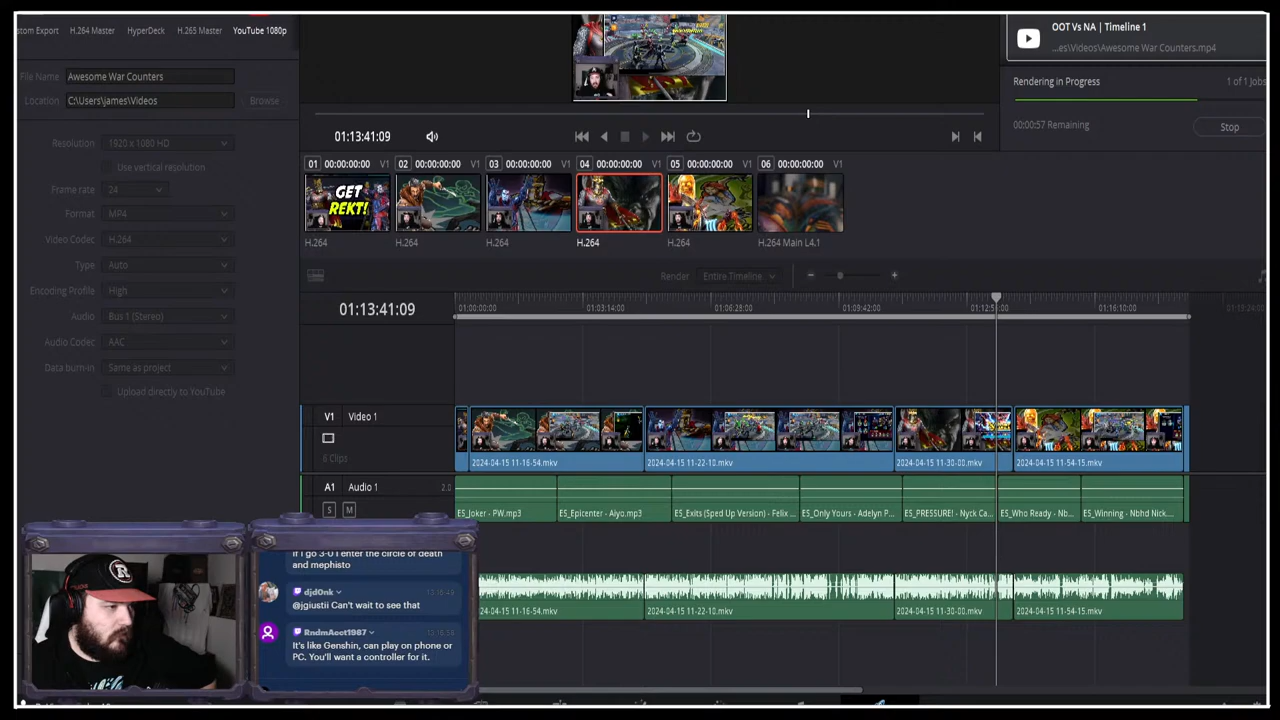 stom Export H.264 Master HyperDeck H.265 Master YouTube 1080p
File Name Awesome War Counters
Location C:\Users\james\Videos Browse
Resolution 1920 x 1080 HD
Use vertical resolution
Frame rate 24
Format MP4
Video Codec H.264
Type Auto
Encoding Profile High
Audio Bus 1 (Stereo)
Audio Codec AAC
Data burn-in Same as project
Upload directly to YouTube
01:13:41:09
OOT Vs NA | Timeline 1
...es\Videos\Awesome War Counters.mp4
Rendering in Progress 1 of 1 Jobs
00:00:57 Remaining Stop
01 00:00:00:00 V1 02 00:00:00:00 V1 03 00:00:00:00 V1 04 00:00:00:00 V1 05 00:00:00:00 V1 06 00:00:00:00 V1
GET
REKT!
H.264 H.264 H.264 H.264 H.264 H.264 Main L4.1
Render Entire Timeline
01:13:41:09
01:00:00:00 01:03:14:00 01:06:28:00 01:09:42:00 01:12:5 01:16:10:00
V1 Video 1
6 Clips
2024-04-15 11-16-54.mkv 2024-04-15 11-22-10.mkv 2024-04-15 11-30-00.mkv 2024-04-15 11-54-15.mkv
A1 Audio 1 2.0
S M
ES_Joker - PW.mp3 ES_Epicenter - Aiyo.mp3 ES_Exits (Sped Up Version) - Felix ... ES_Only Yours - Adelyn P... ES_PRESSURE! - Nyck Ca... ES_Who Ready - Nb... ES_Winning - Nbhd Nick....
2024-04-15 11-16-54.mkv 2024-04-15 11-22-10.mkv 2024-04-15 11-30-00.mkv 2024-04-15 11-54-15.mkv
If I go 3-0 I enter the circle of death
and mephisto
djd0nk 13:16:49
@jgiustii Can't wait to see that
RndmAcct1987 13:16:58
It's like Genshin, can play on phone or
PC. You'll want a controller for it.